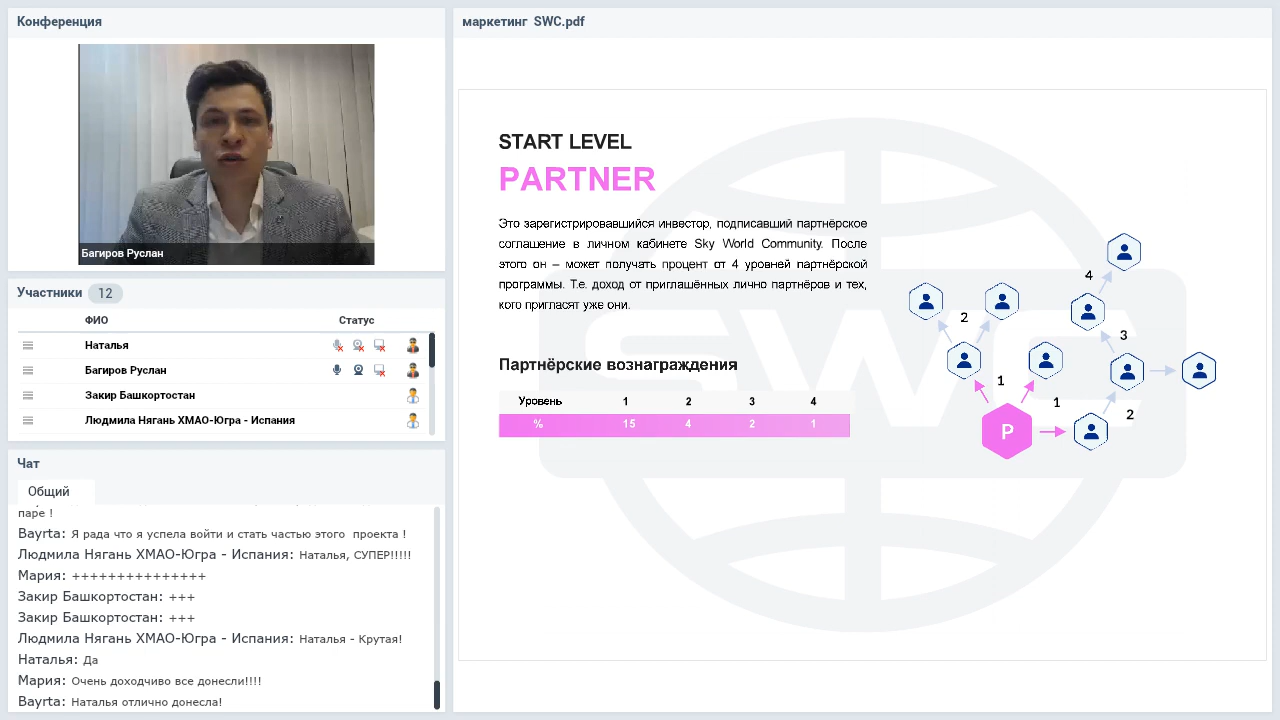 Конференция
Багиров Руслан
Участники 12
ФИО Статус
Наталья
Багиров Руслан
Закир Башкортостан
Людмила Нягань ХМАО-Югра - Испания
Чат
Общий
паре !
Bayrta: Я рада что я успела войти и стать частью этого проекта !
Людмила Нягань ХМАО-Югра - Испания: Наталья, СУПЕР!!!!!
Мария: +++++++++++++++
Закир Башкортостан: +++
Закир Башкортостан: +++
Людмила Нягань ХМАО-Югра - Испания: Наталья - Крутая!
Наталья: Да
Мария: Очень доходчиво все донесли!!!!
Bayrta: Наталья отлично донесла!
маркетинг SWC.pdf
START LEVEL
PARTNER
Это зарегистрировавшийся инвестор, подписавший партнёрское
соглашение в личном кабинете Sky World Community. После
этого он – может получать процент от 4 уровней партнёрской
программы. Т.е. доход от приглашённых лично партнёров и тех,
кого пригласят уже они.
Партнёрские вознаграждения
Уровень 1 2 3 4
% 15 4 2 1
SWC
4
2
3
1
1
2
P